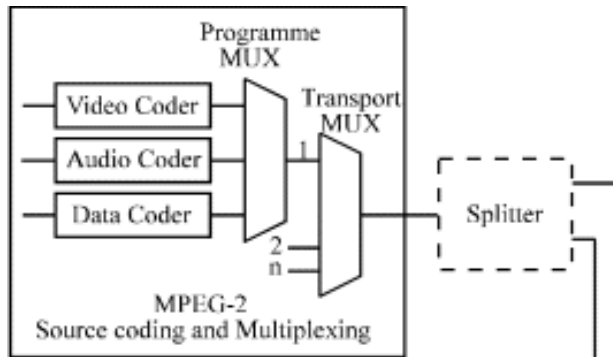 Programme
MUX
Video Coder
Transport
MUX
Audio Coder
1
Data Coder
Splitter
2
n
MPEG-2
Source coding and Multiplexing